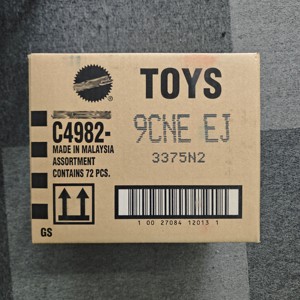 TOYS
C4982-
9CNE EJ
MADE IN MALAYSIA
3375N2
ASSORTMENT
CONTAINS 72 PCS.
1 00 27084 12013 1
GS